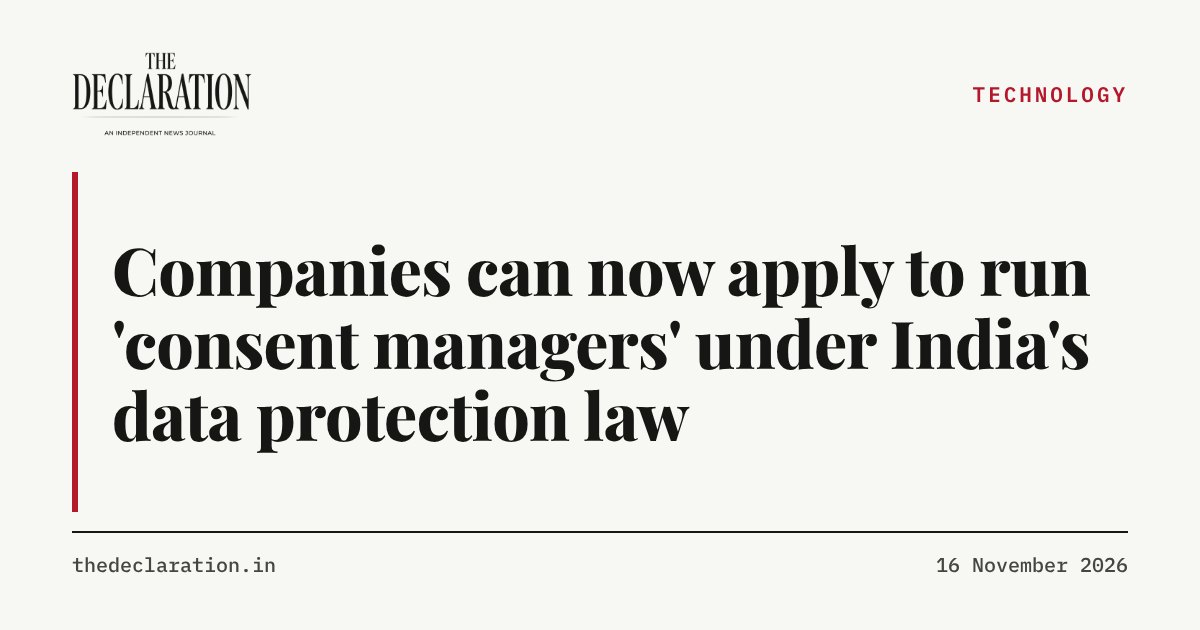 THE
DECLARATION
AN INDEPENDENT NEWS JOURNAL
TECHNOLOGY
Companies can now apply to run
'consent managers' under India's
data protection law
thedeclaration.in
16 November 2026